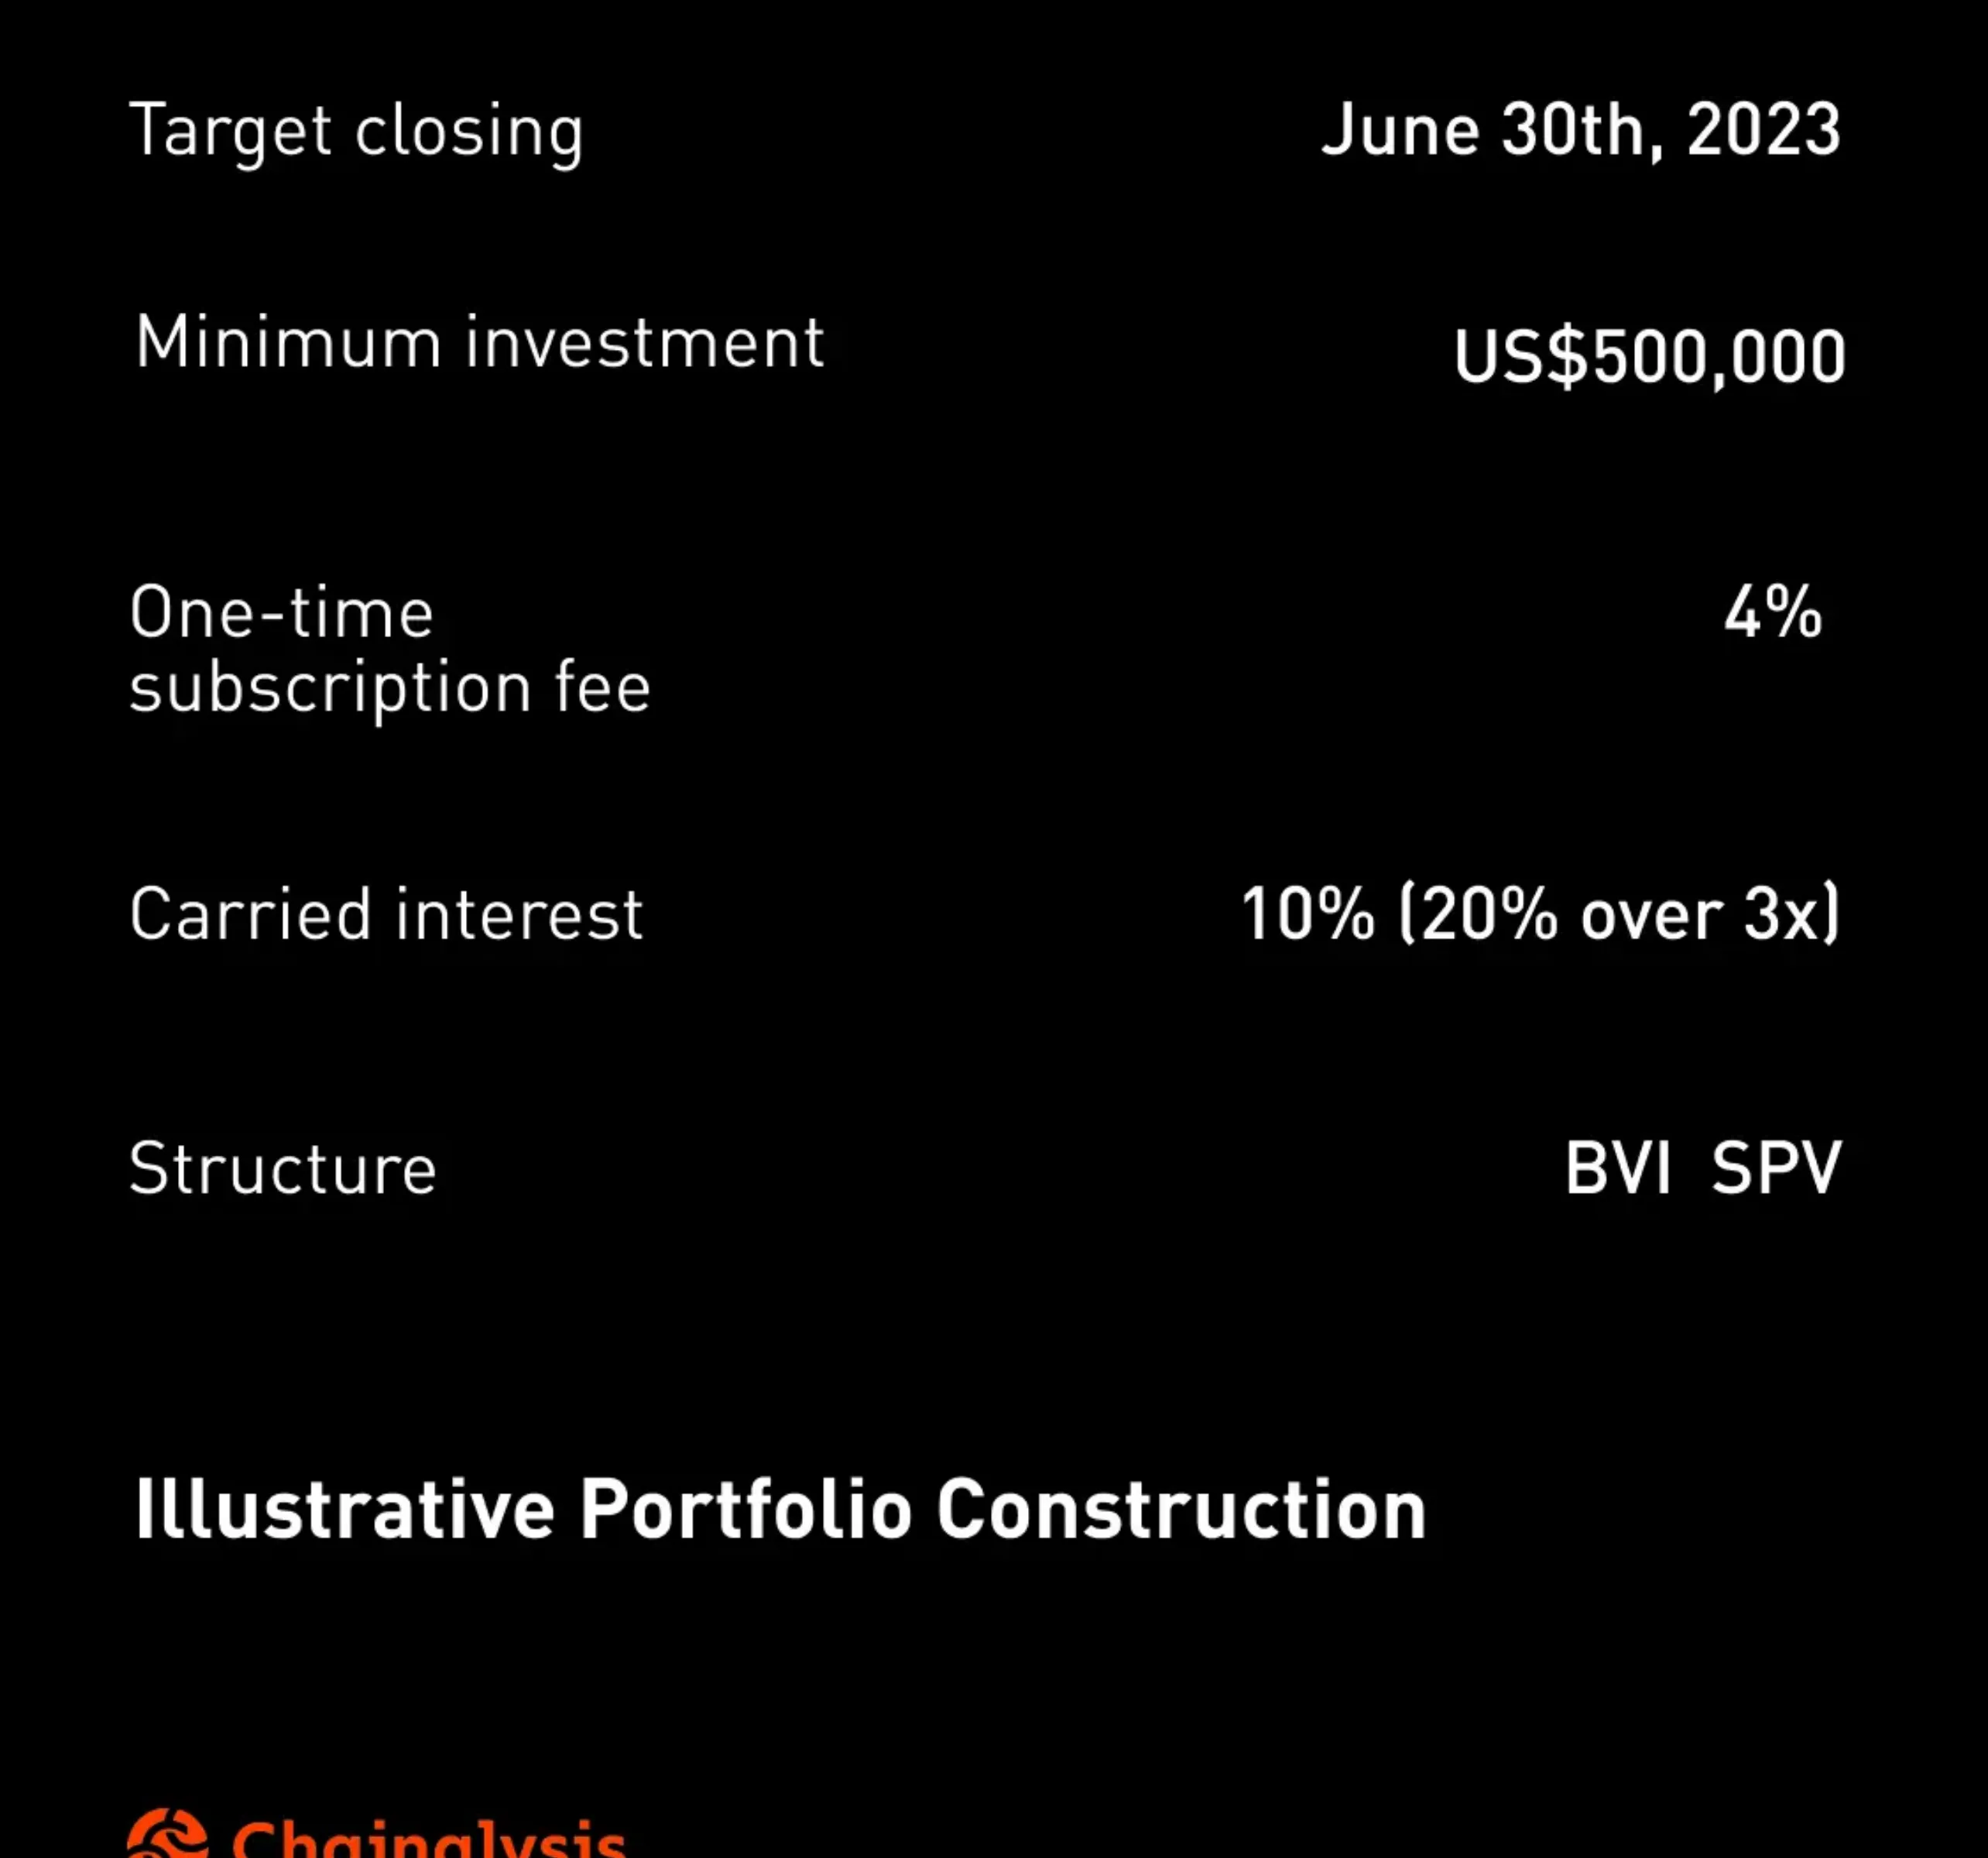 Target closing
June 30th, 2023
Minimum investment
US$500,000
One-time
subscription fee
4%
Carried interest
10% (20% over 3x)
Structure
BVI SPV
Illustrative Portfolio Construction
Chainalysis